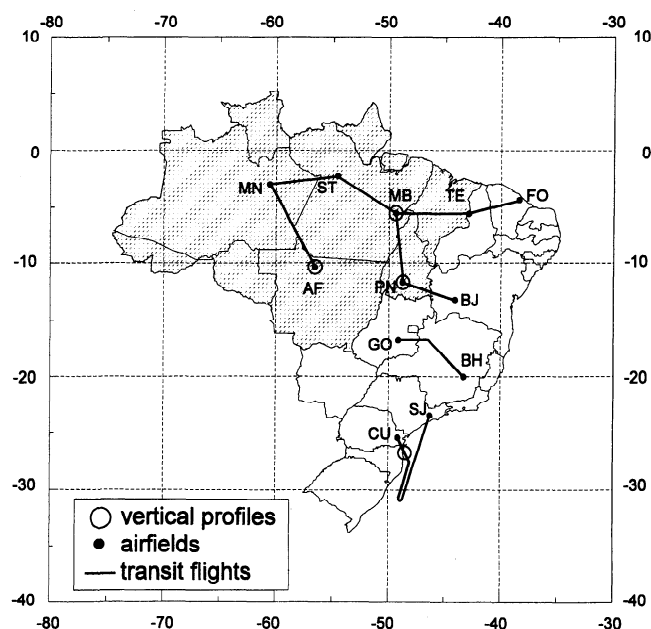 -80 -70 -60 -50 -40 -30
10 10
0 0
MN ST MB TE FO
-10 -10
AF PN BJ
GO BH
-20 -20
SJ
CU
-30 -30
vertical profiles
airfields
transit flights
-40 -40
-80 -70 -60 -50 -40 -30